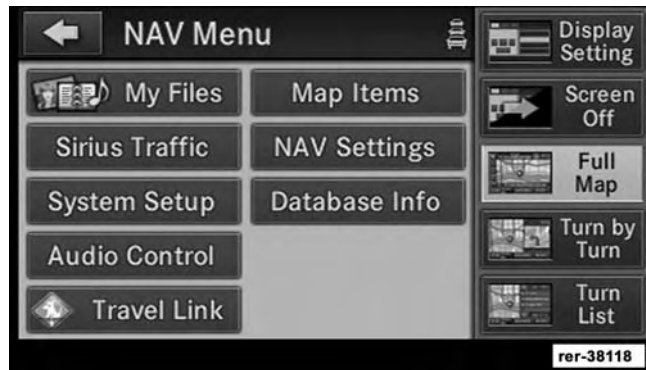 NAV Menu
My Files
Map Items
Sirius Traffic
NAV Settings
System Setup
Database Info
Audio Control
Travel Link
Display
Setting
Screen
Off
Full
Map
Turn by
Turn
Turn
List
rer-38118